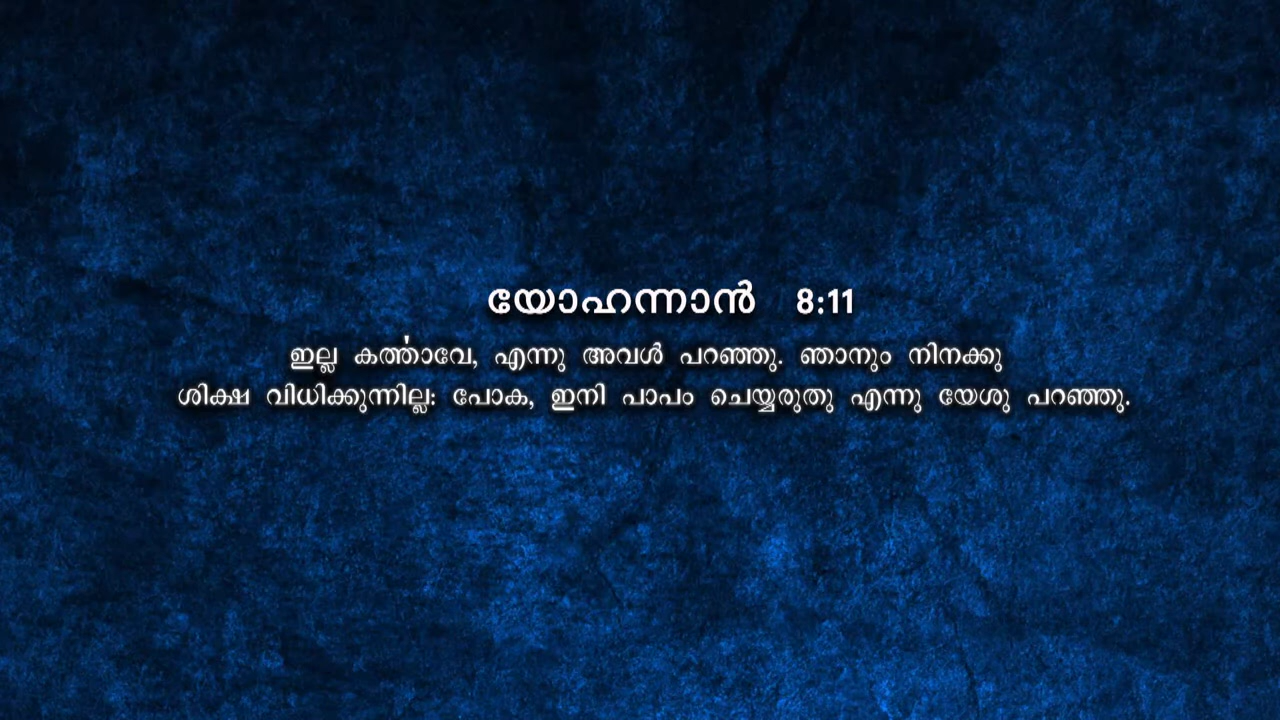 യോഹന്നാൻ 8:11
ഇല്ല കർത്താവേ, എന്നു അവൾ പറഞ്ഞു. ഞാനും നിനക്കു
ശിക്ഷ വിധിക്കുന്നില്ല: പോക, ഇനി പാപം ചെയ്യരുതു എന്നു യേശു പറഞ്ഞു.